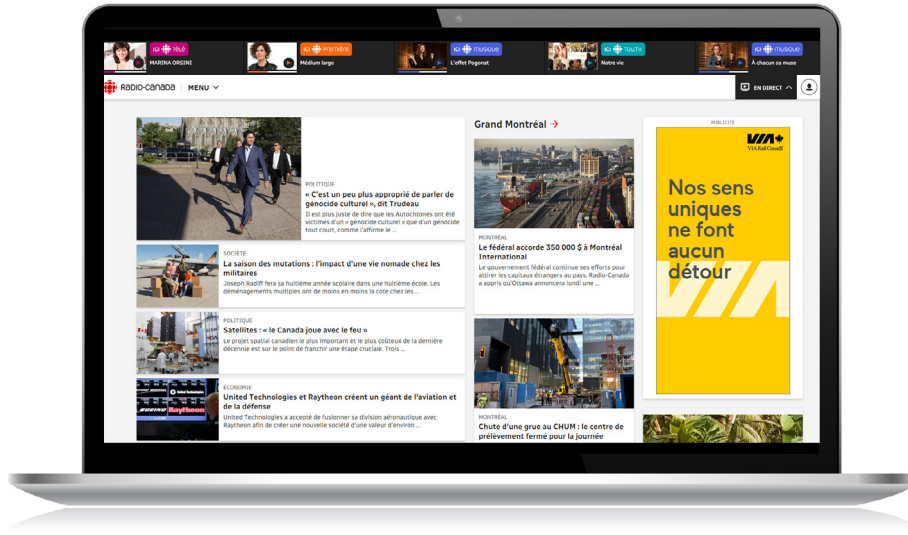 ICI TÉLÉ
MARINA ORSINI
ICI PREMIÈRE
Médium large
ICI MUSIQUE
L'effet Pogonat
ICI TOU.TV
Notre vie
ICI MUSIQUE
À chacun sa muse
RADIO-CANADA
MENU
EN DIRECT
POLITIQUE
« C'est un peu plus approprié de parler de
génocide culturel », dit Trudeau
Il est plus juste de dire que les Autochtones ont été
victimes d'un « génocide culturel » que d'un génocide
tout court, comme l'affirme le ...
SOCIÉTÉ
La saison des mutations : l'impact d'une vie nomade chez les
militaires
Joseph Radiff fera sa huitième année scolaire dans une huitième école. Les
déménagements multiples ont de moins en moins la cote chez les ...
POLITIQUE
Satellites : « le Canada joue avec le feu »
Le projet spatial canadien le plus important et le plus coûteux de la dernière
décennie est sur le point de franchir une étape cruciale. Trois ...
BOEING Raytheon
ÉCONOMIE
United Technologies et Raytheon créent un géant de l'aviation et
de la défense
United Technologies a accepté de fusionner sa division aéronautique avec
Raytheon afin de créer une nouvelle société d'une valeur d'environ ...
Grand Montréal
MONTRÉAL
Le fédéral accorde 350 000 $ à Montréal
International
Le gouvernement fédéral continue ses efforts pour
attirer les capitaux étrangers au pays. Radio-Canada
a appris qu'Ottawa annoncera lundi une ...
MONTRÉAL
Chute d'une grue au CHUM : le centre de
prélèvement fermé pour la journée
PUBLICITÉ
VIA
VIA Rail Canada
Nos sens
uniques
ne font
aucun
détour
VIA